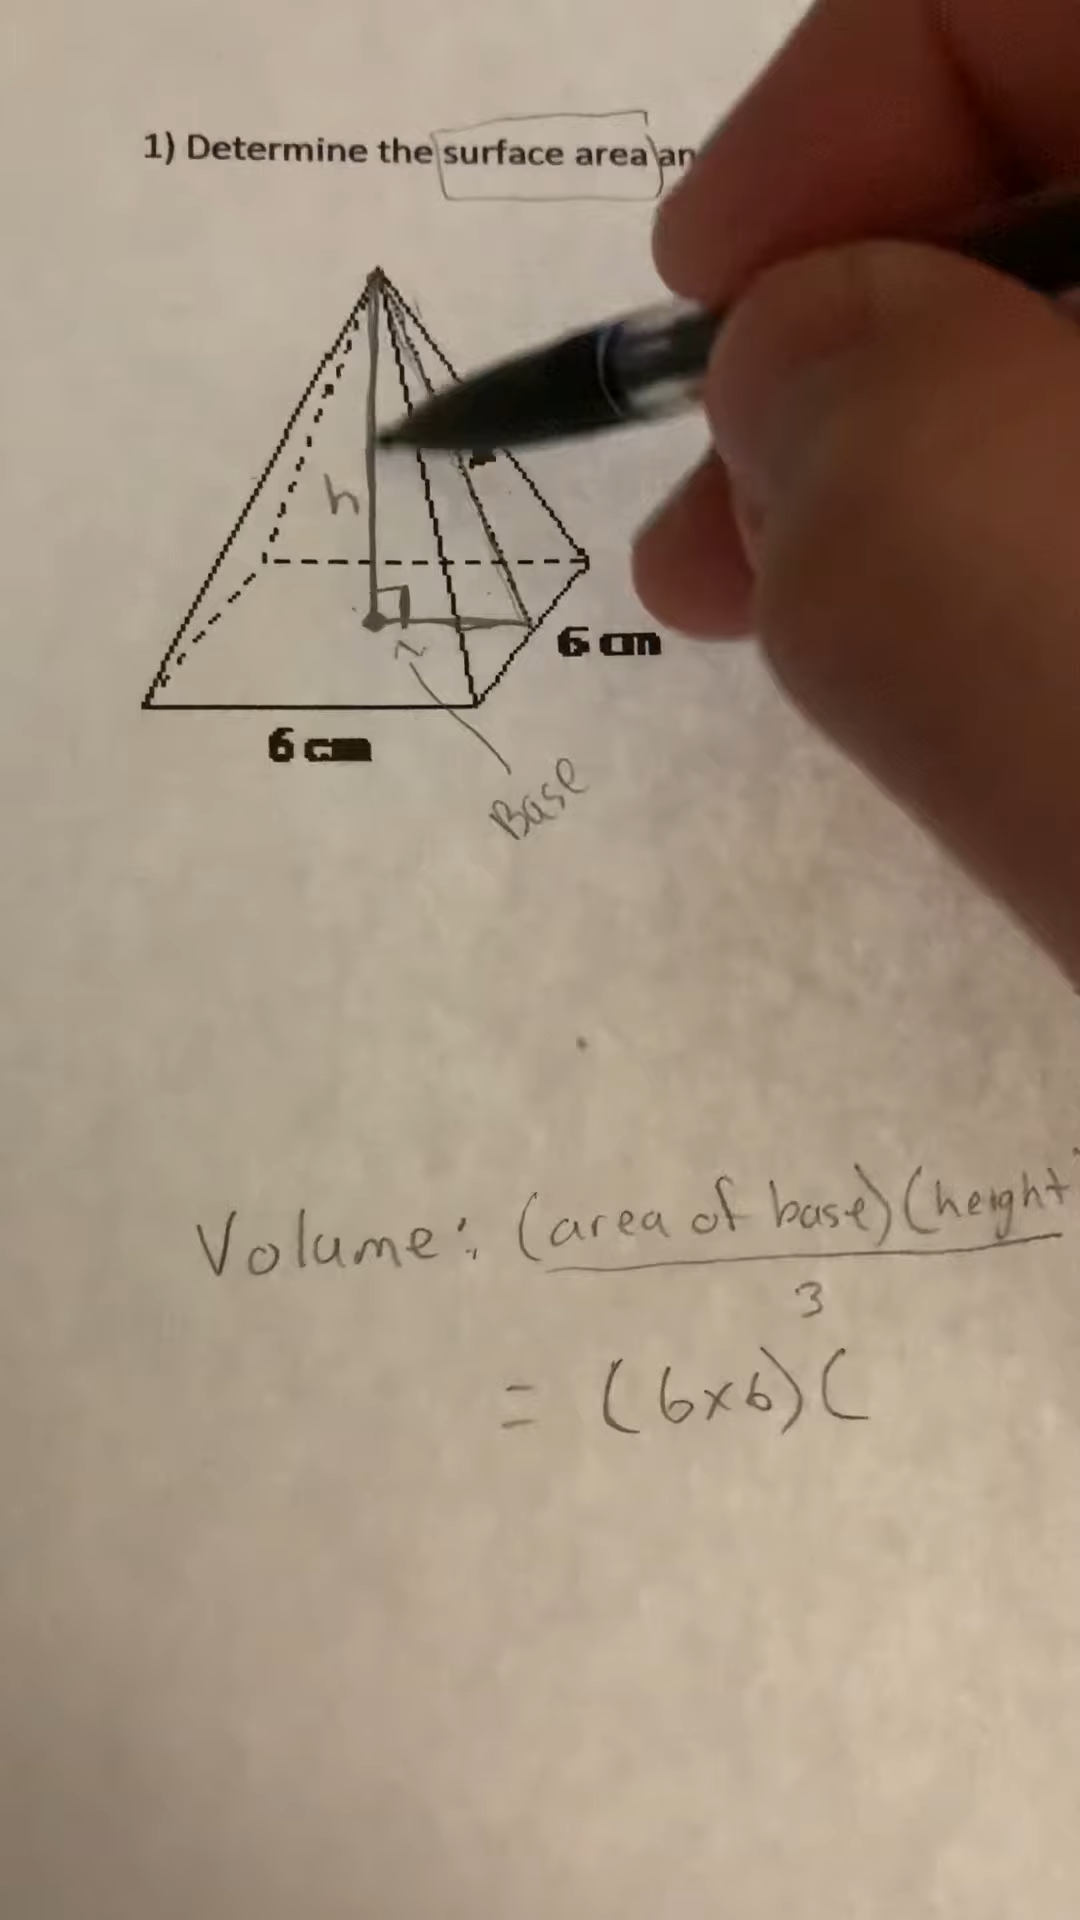 1) Determine the surface area an
h
6 cm
6 cm
Base
Volume: (area of base)(height
3
= (6x6)(